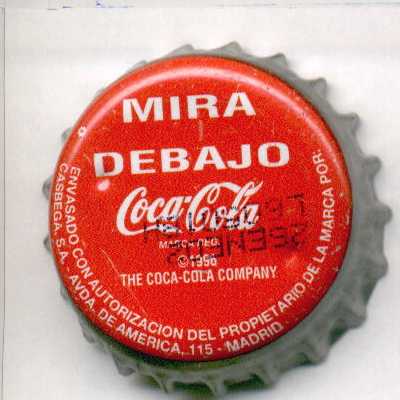 MIRA
DEBAJO
Coca-Cola
MARCA REG.
©1996
THE COCA-COLA COMPANY
ENVASADO CON AUTORIZACION DEL PROPIETARIO DE LA MARCA POR:
CASBEGA, S.A. - AVDA. DE AMERICA, 115 - MADRID